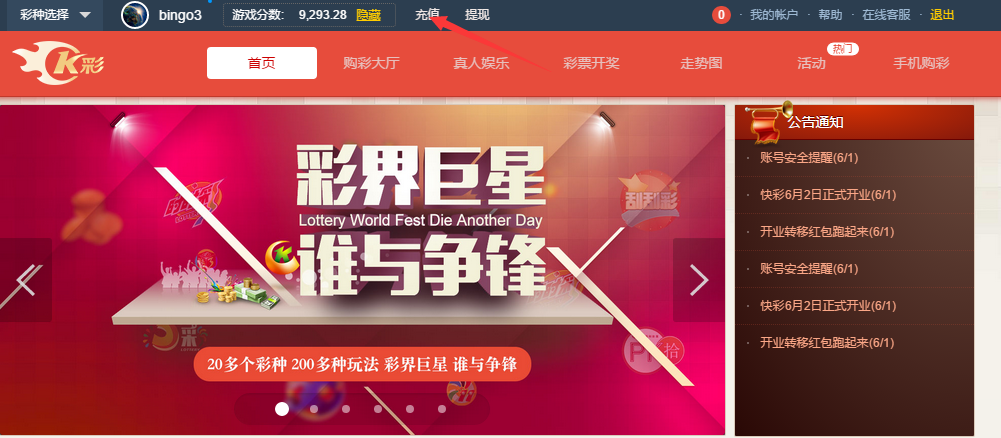 彩种选择
bingo3
游戏分数: 9,293.28 隐藏
充值
提现
0 · 我的帐户 · 帮助 · 在线客服 · 退出
K彩
首页
购彩大厅
真人娱乐
彩票开奖
走势图
活动
热门
手机购彩
彩界巨星
Lottery World Fest Die Another Day
谁与争锋
刮刮彩
20多个彩种 200多种玩法 彩界巨星 谁与争锋
公告通知
· 账号安全提醒(6/1)
· 快彩6月2日正式开业(6/1)
· 开业转移红包跑起来(6/1)
· 账号安全提醒(6/1)
· 快彩6月2日正式开业(6/1)
· 开业转移红包跑起来(6/1)